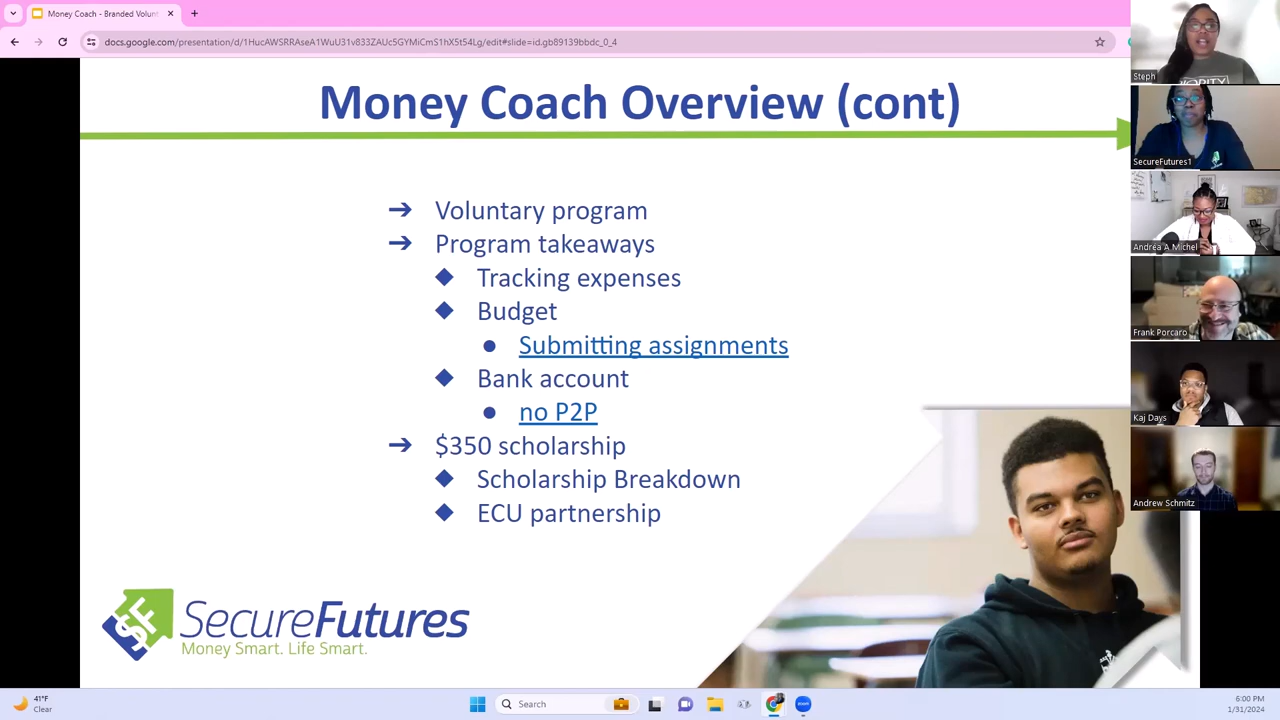 Money Coach - Branded Volunt
docs.google.com/presentation/d/1HucAWSRRAseA1WuU31v833ZAUc5GYMiCmS1hX5t54Lg/edit#slide=id.gb89139bbdc_0_4
Money Coach Overview (cont)
Voluntary program
Program takeaways
Tracking expenses
Budget
Submitting assignments
Bank account
no P2P
$350 scholarship
Scholarship Breakdown
ECU partnership
SF
SecureFutures
Money Smart. Life Smart.
Steph
SecureFutures1
Andrea A Michel
Frank Porcaro
Kaj Days
Andrew Schmitz
41°F
Clear
Search
zoom
6:00 PM
1/31/2024